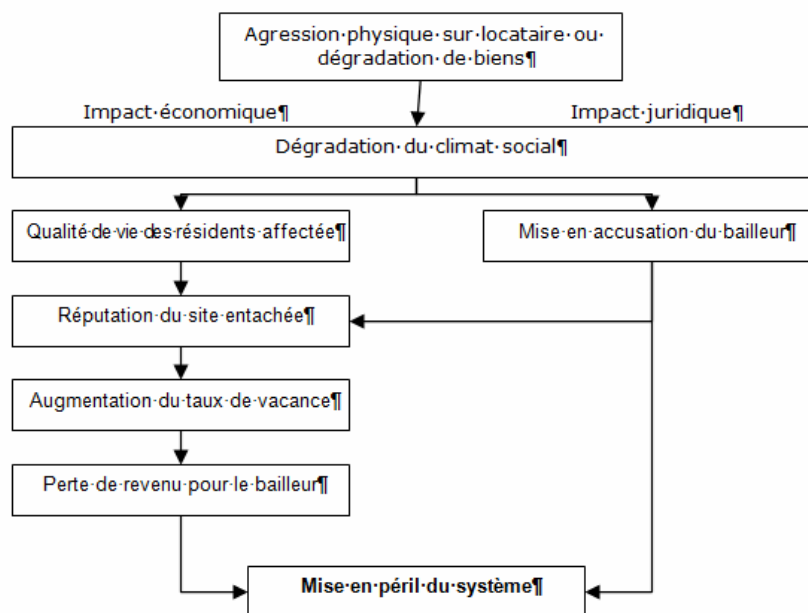 Agression·physique·sur·locataire·ou·
dégradation·de·biens¶
Impact·économique¶
Impact·juridique¶
Dégradation·du·climat·social¶
Qualité·de·vie·des·résidents·affectée¶
Mise·en·accusation·du·bailleur¶
Réputation·du·site·entachée¶
Augmentation·du·taux·de·vacance¶
Perte·de·revenu·pour·le·bailleur¶
Mise·en·péril·du·système¶